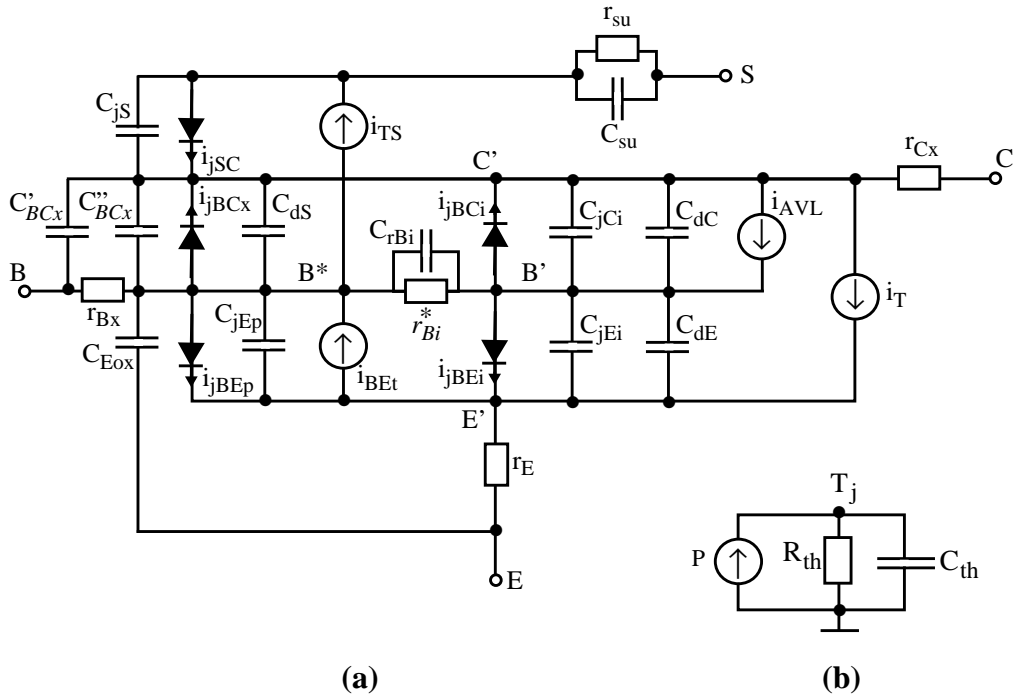 r_su
S
C_su
C_jS
i_TS
i_jSC
C'
r_Cx
C
C'_BCx
C''_BCx
i_jBCx
C_dS
i_jBCi
C_jCi
C_dC
i_AVL
C_rBi
B
B*
B'
r_Bx
r*_Bi
i_T
C_Eox
C_jEp
i_jBEp
i_BEt
i_jBEi
C_jEi
C_dE
E'
r_E
E
T_j
P
R_th
C_th
(a)
(b)